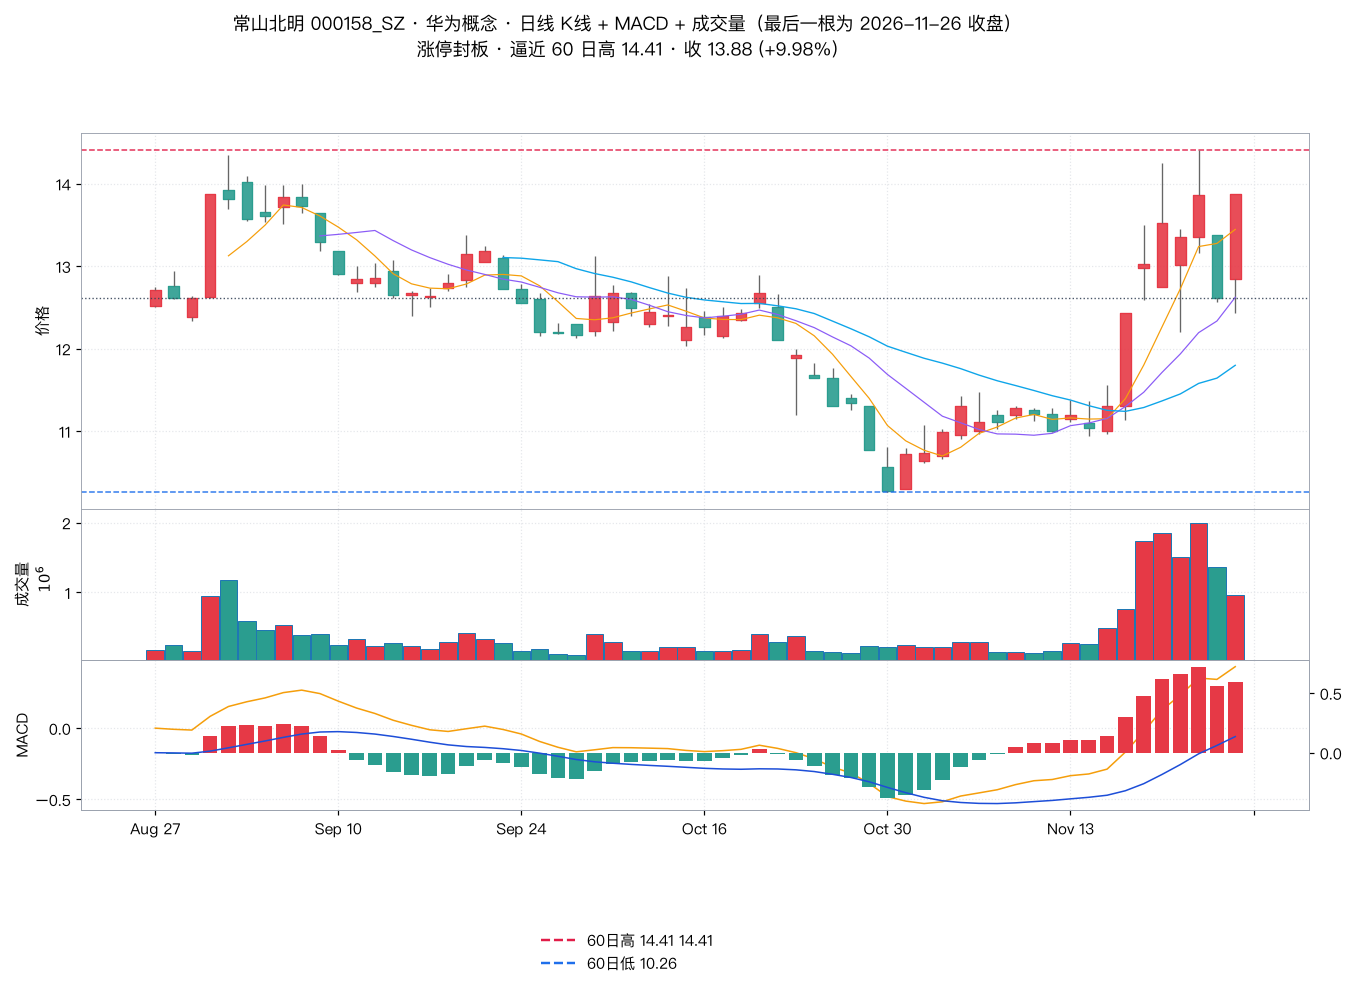 常山北明 000158_SZ · 华为概念 · 日线 K线 + MACD + 成交量（最后一根为 2026−11−26 收盘）
涨停封板 · 逼近 60 日高 14.41 · 收 13.88 (+9.98%)
14
13
12
11
价格
2
1
成交量
10⁶
0.0
−0.5
MACD
0.5
0.0
Aug 27
Sep 10
Sep 24
Oct 16
Oct 30
Nov 13
60日高 14.41 14.41
60日低 10.26